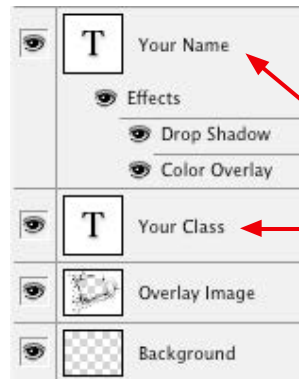 T Your Name
Effects
Drop Shadow
Color Overlay
T Your Class
Overlay Image
Background